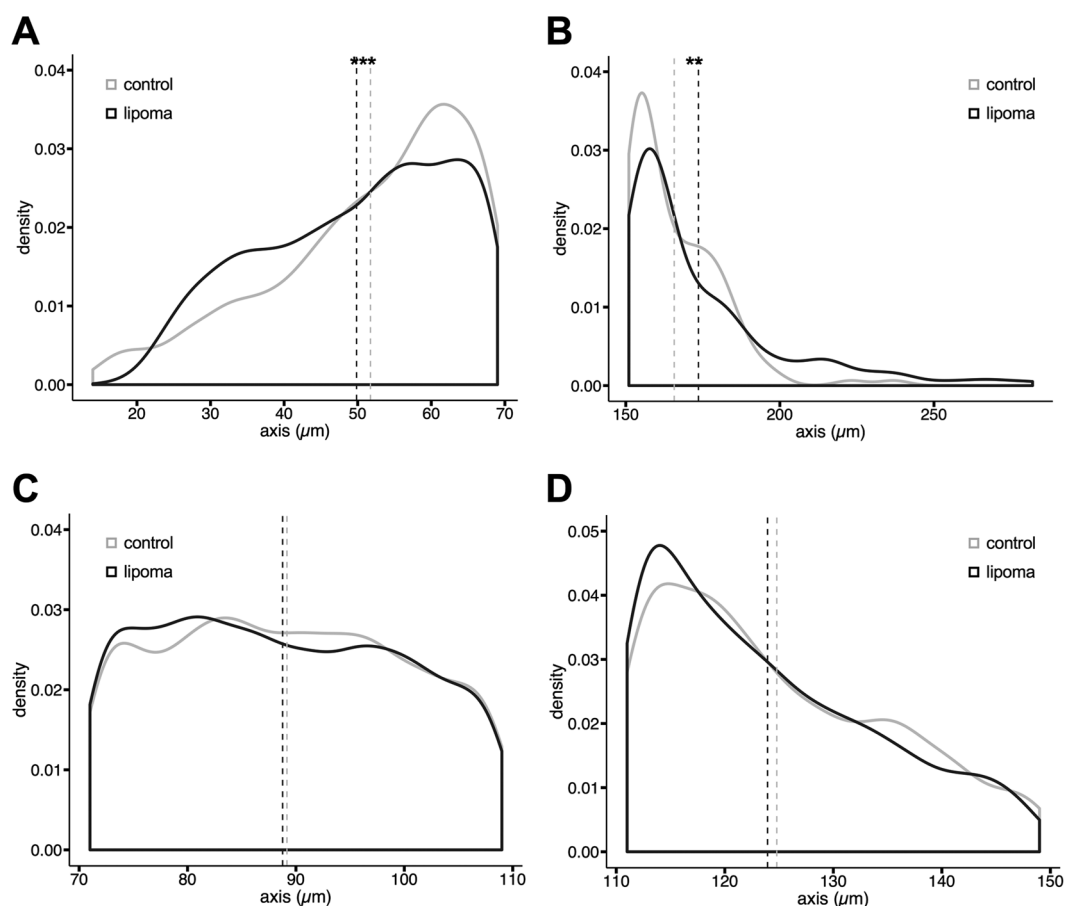 A
***
control
lipoma
density
0.04
0.03
0.02
0.01
0.00
20 30 40 50 60 70
axis (µm)
B
**
control
lipoma
density
0.04
0.03
0.02
0.01
0.00
150 200 250
axis (µm)
C
control
lipoma
density
0.04
0.03
0.02
0.01
0.00
70 80 90 100 110
axis (µm)
D
control
lipoma
density
0.05
0.04
0.03
0.02
0.01
0.00
110 120 130 140 150
axis (µm)